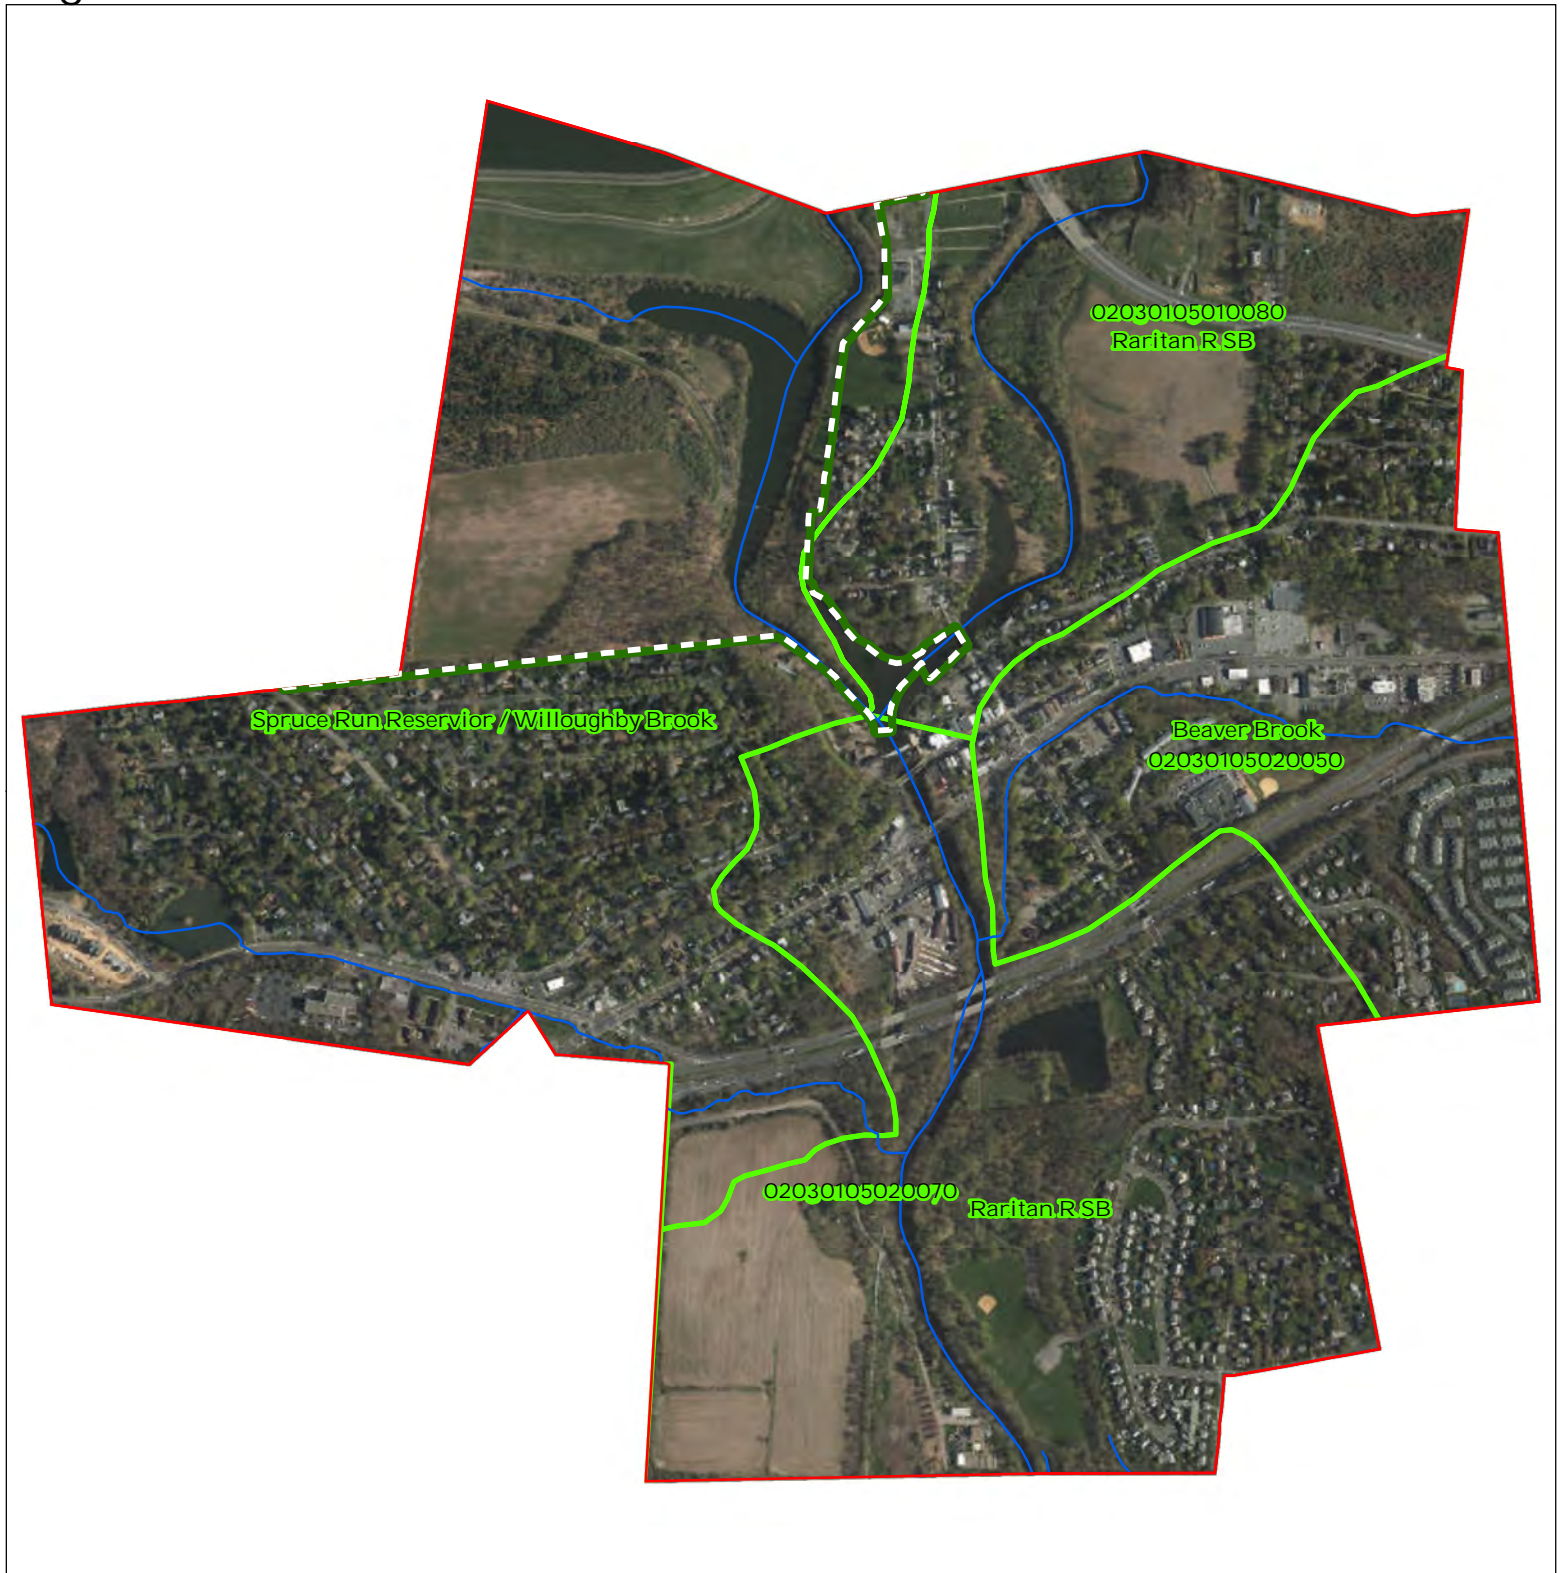 02030105010080
Raritan R SB
Spruce Run Reservior / Willoughby Brook
Beaver Brook
02030105020050
02030105020070
Raritan R SB